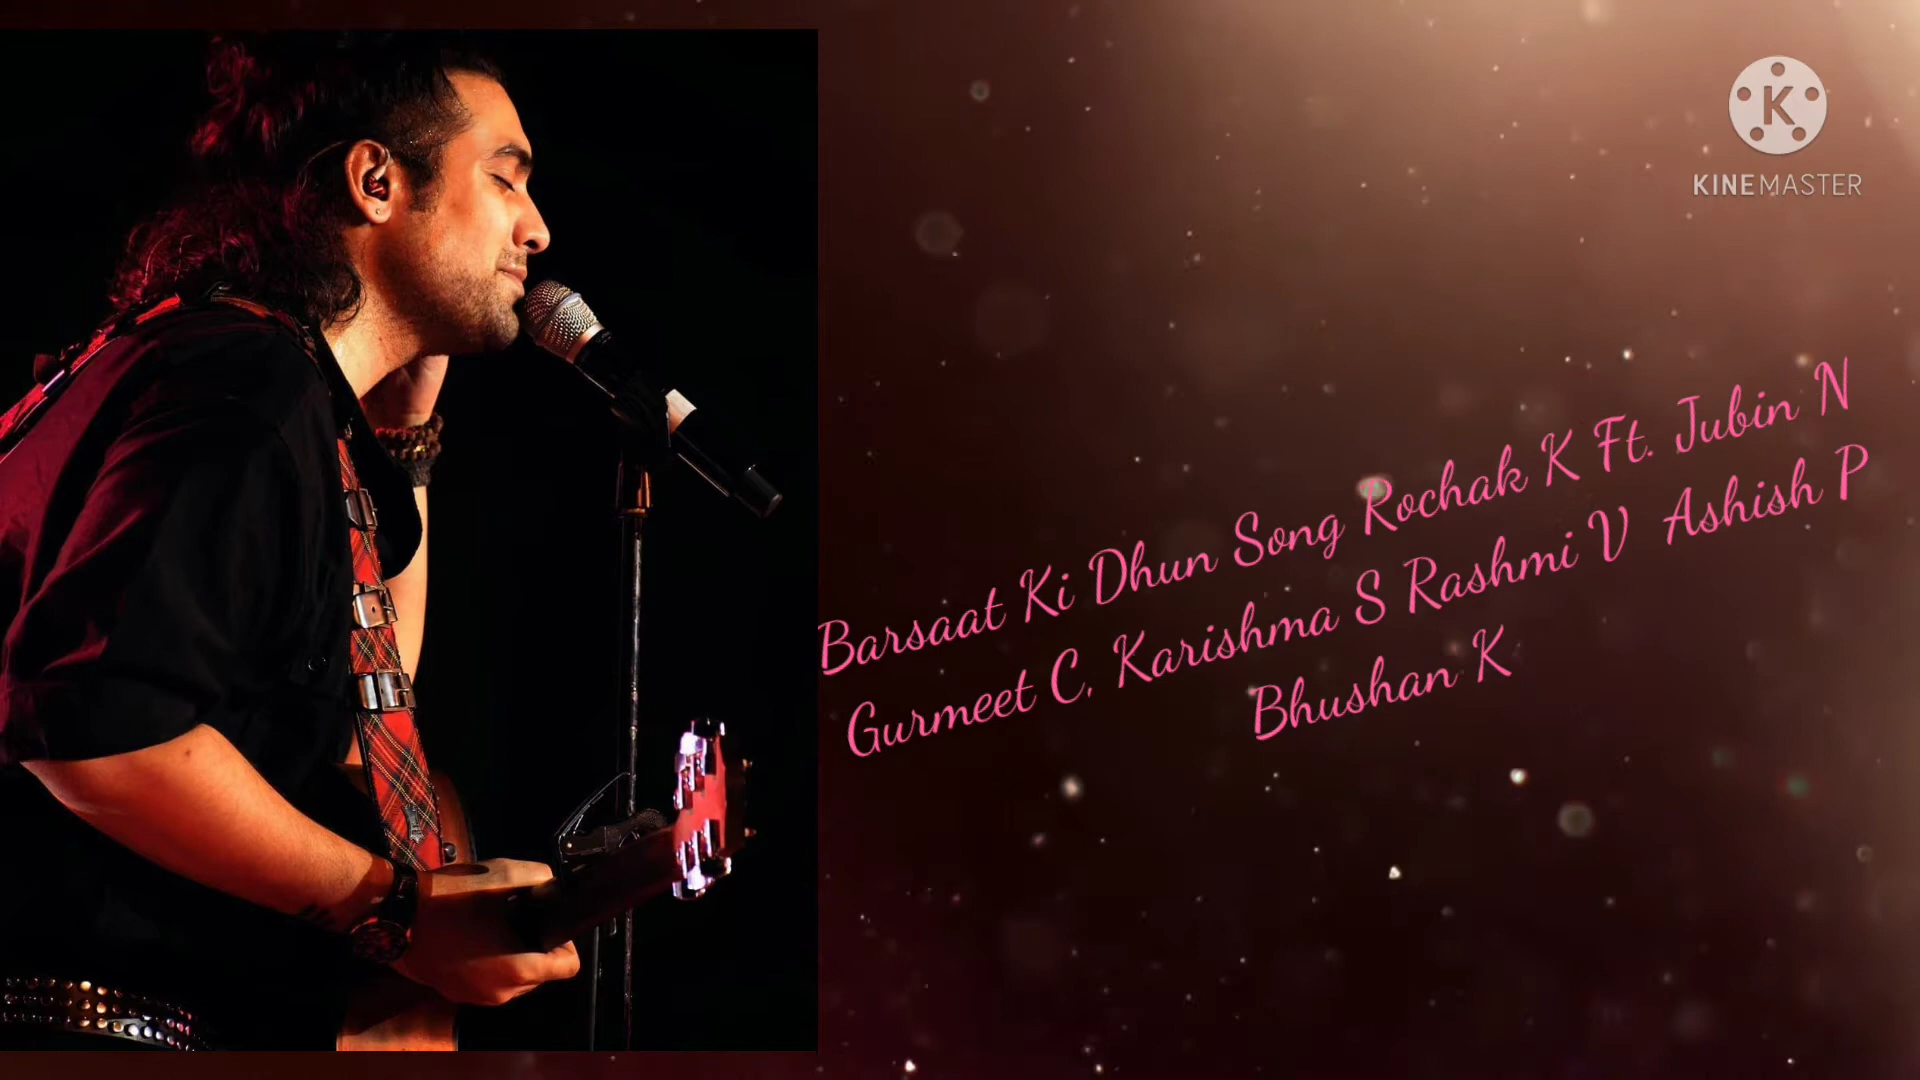 K
KINEMASTER
Barsaat Ki Dhun Song Rochak K Ft. Jubin N
Gurmeet C, Karishma S Rashmi V Ashish P
Bhushan K